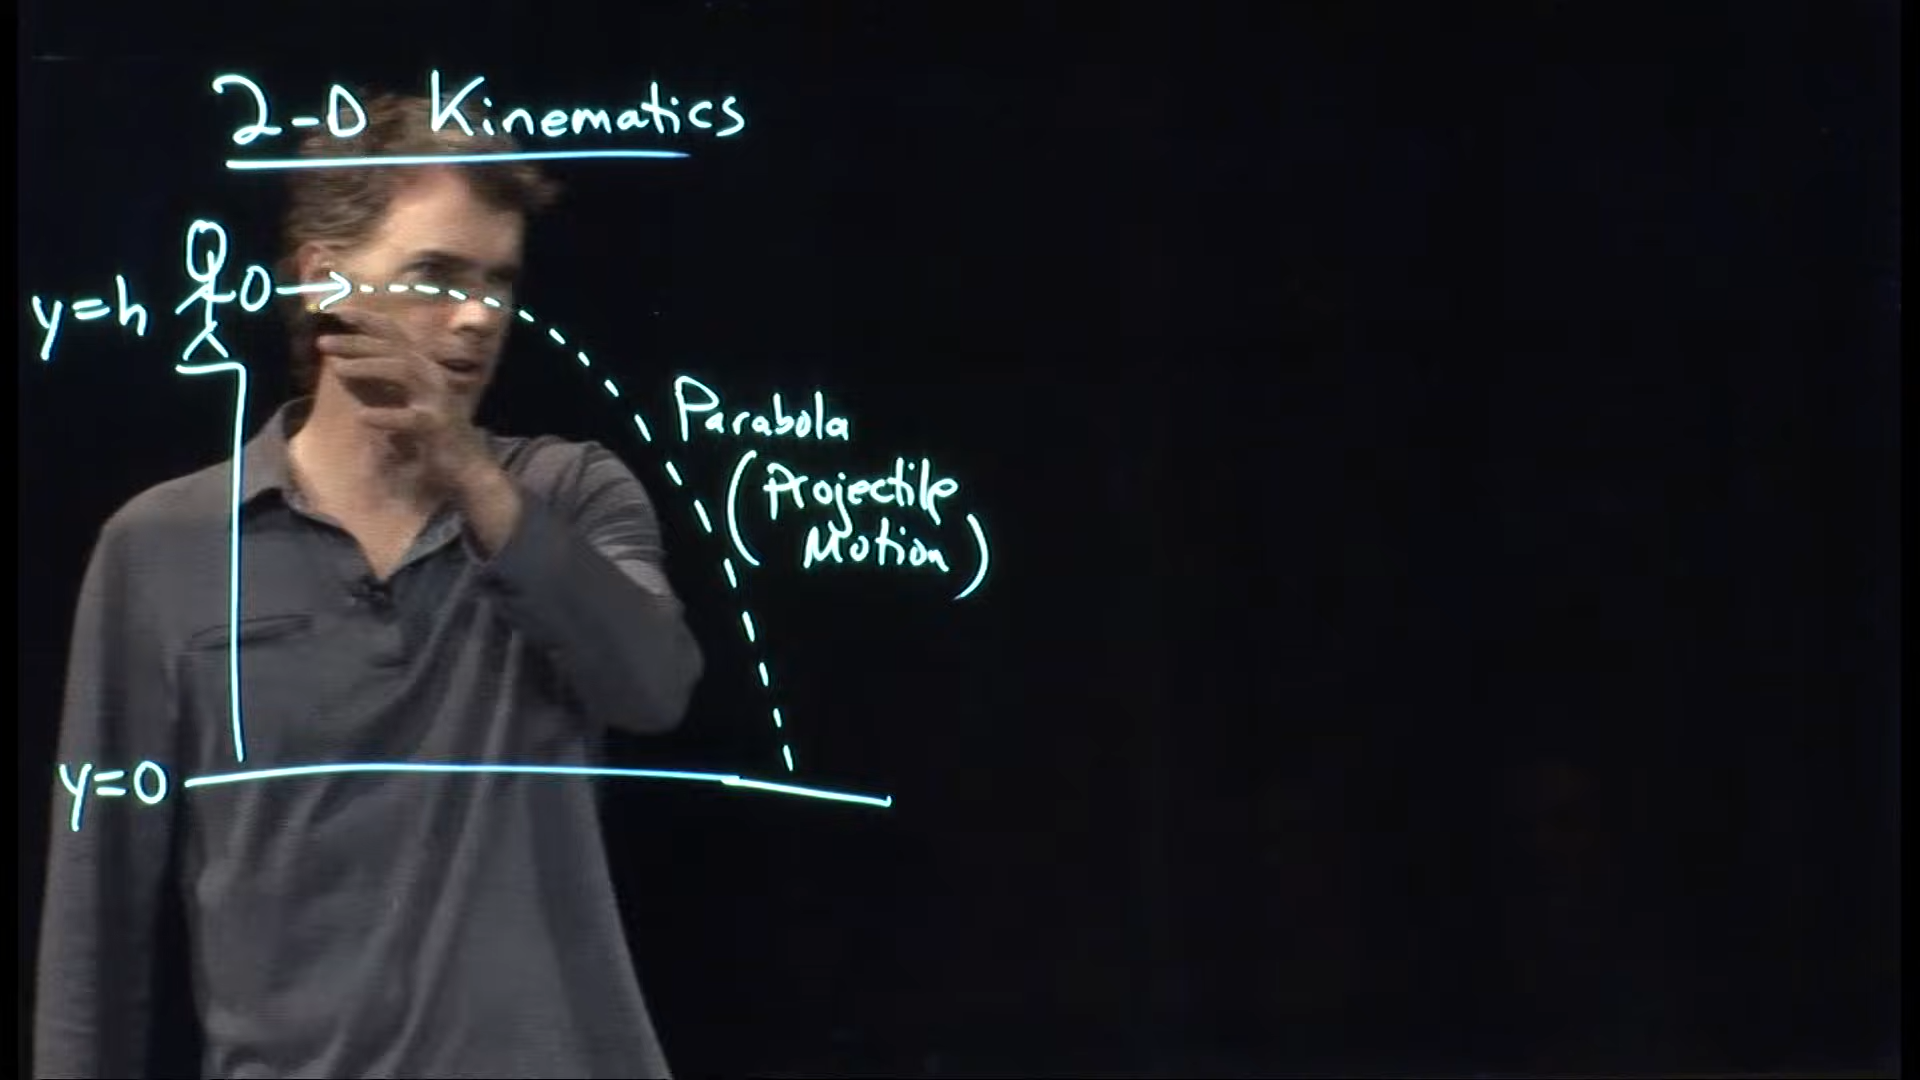 2-D Kinematics
y=h
Parabola
(Projectile
Motion)
y=0